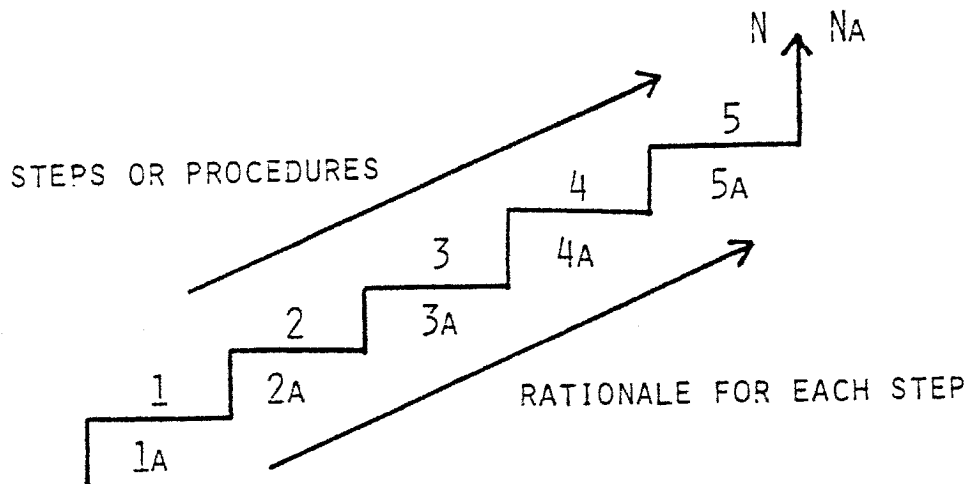 N NA
5
STEPS OR PROCEDURES
5A
4
4A
3
3A
2
2A
RATIONALE FOR EACH STEP
1
1A